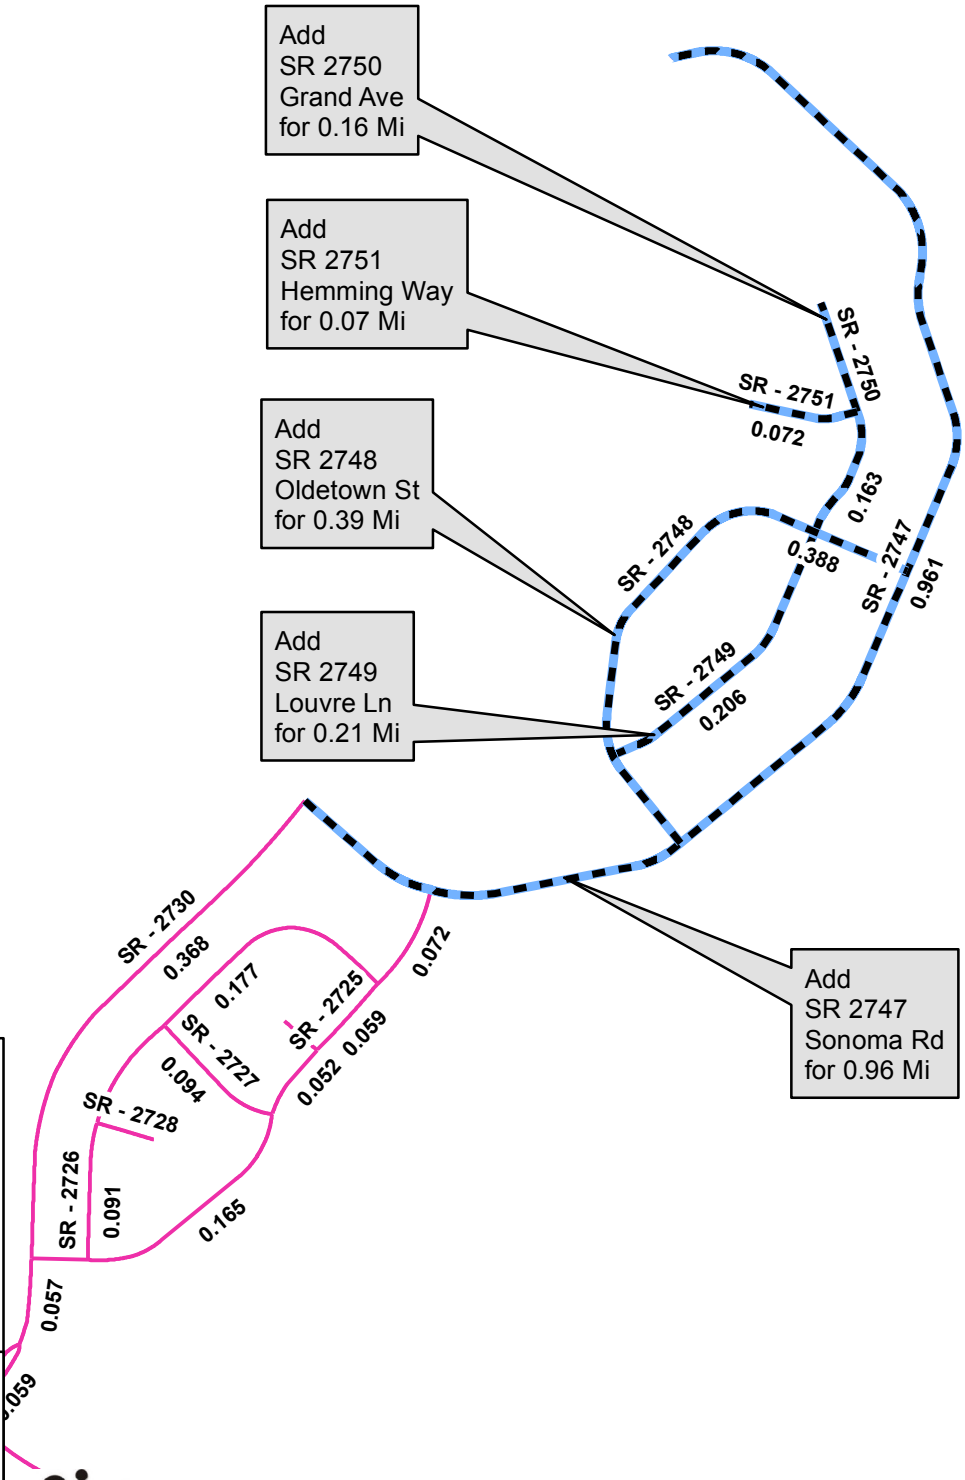 Add
SR 2750
Grand Ave
for 0.16 Mi
Add
SR 2751
Hemming Way
for 0.07 Mi
SR - 2750
SR - 2751
0.072
Add
SR 2748
Oldetown St
for 0.39 Mi
0.163
SR - 2748
0.388
SR - 2747
0.961
Add
SR 2749
Louvre Ln
for 0.21 Mi
SR - 2749
0.206
SR - 2730
0.368
0.072
0.177
SR - 2725
Add
SR 2747
Sonoma Rd
for 0.96 Mi
SR - 2727
0.059
0.094
0.052
SR - 2728
SR - 2726
0.091
0.165
0.057
.059